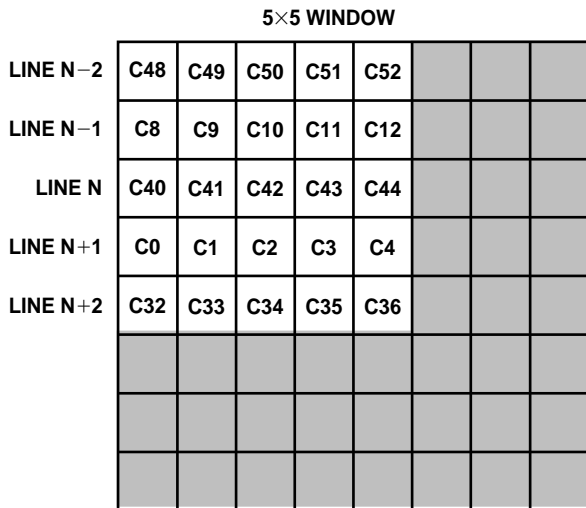 5×5 WINDOW
LINE N−2 C48 C49 C50 C51 C52
LINE N−1 C8 C9 C10 C11 C12
LINE N C40 C41 C42 C43 C44
LINE N+1 C0 C1 C2 C3 C4
LINE N+2 C32 C33 C34 C35 C36